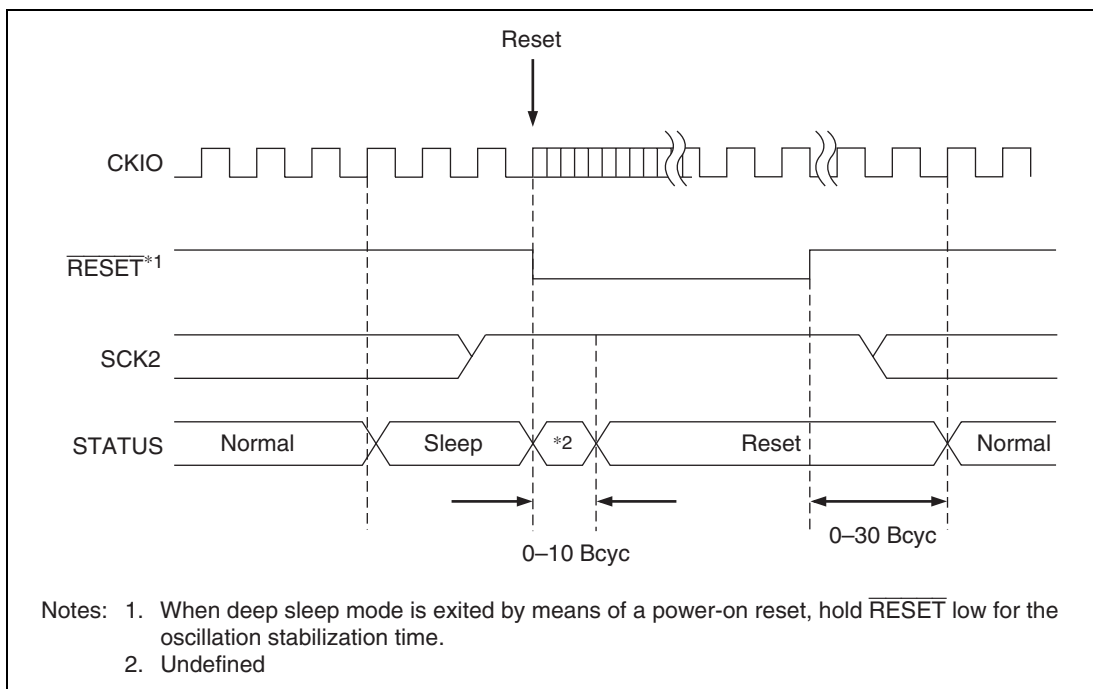 Reset
CKIO
RESET*1
SCK2
STATUS
Normal
Sleep
*2
Reset
Normal
0–10 Bcyc
0–30 Bcyc
Notes: 1. When deep sleep mode is exited by means of a power-on reset, hold RESET low for the
oscillation stabilization time.
2. Undefined